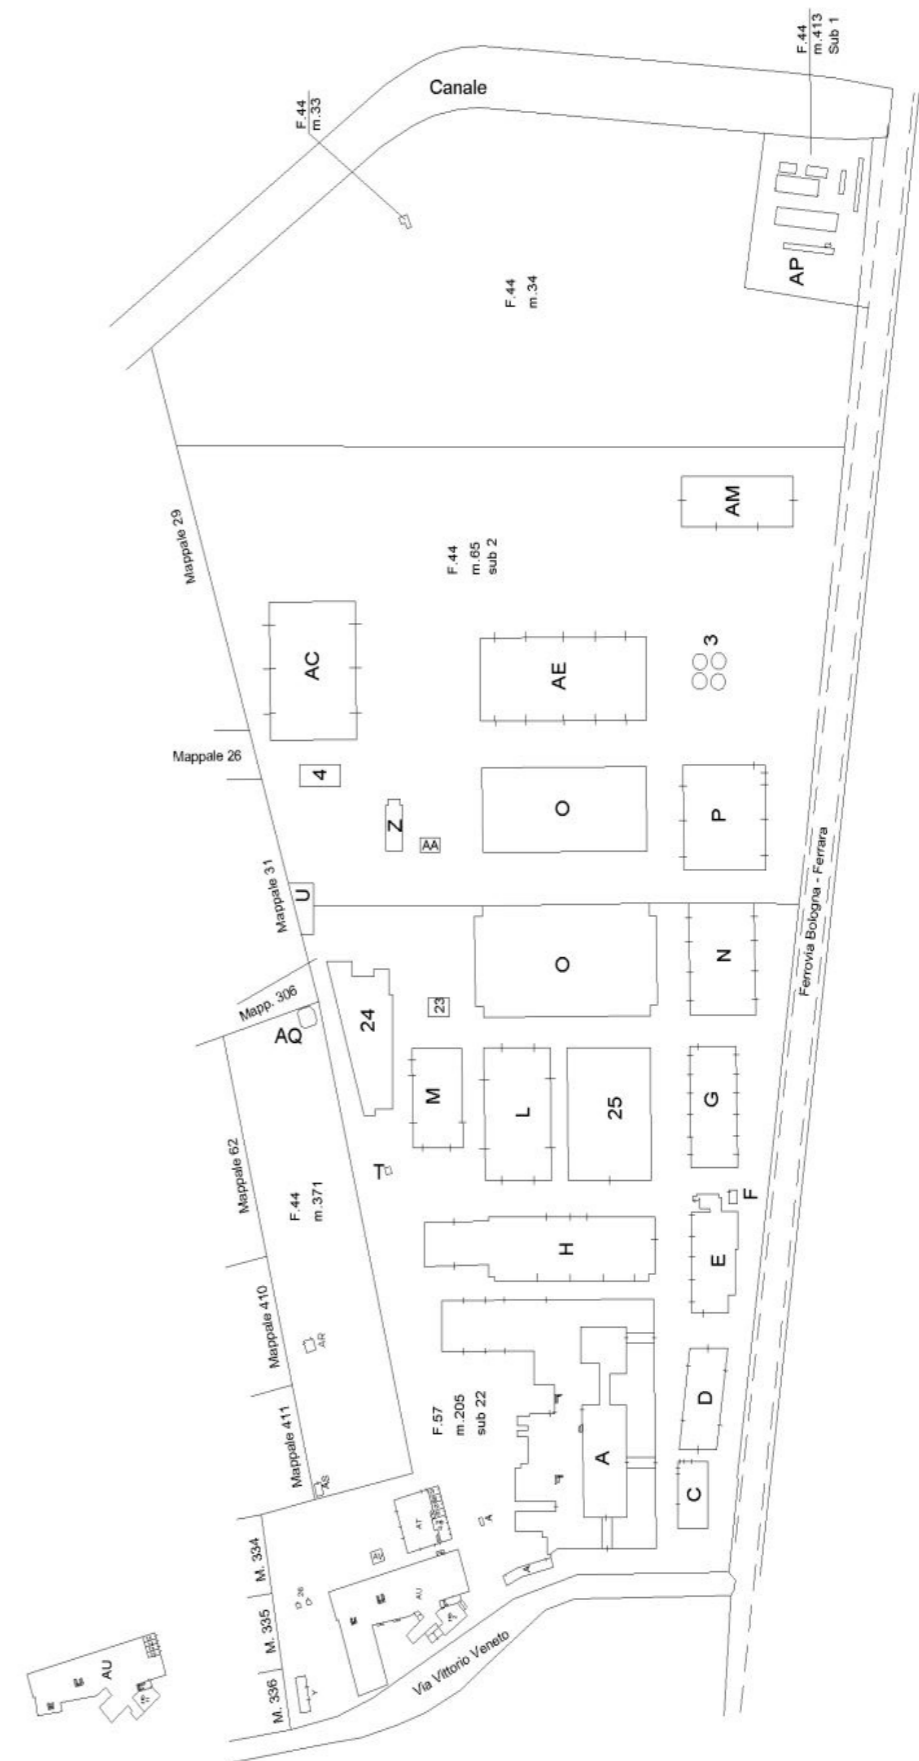 F.44
m.413
Sub 1
F.44
m.33
Canale
F.44
m.34
AP
AM
Mappale 29
F.44
m.65
sub 2
AC
AE
3
Mappale 26
4
Z
AA
O
P
Mappale 31
U
Ferrovia Bologna - Ferrara
Mapp. 306
AQ
24
23
O
N
M
L
25
G
Mappale 62
F.44
m.371
T
F
H
E
Mappale 410
AR
Mappale 411
F.57
m.205
sub 22
D
A
C
AS
AT
A
A
M. 334
M. 335
26
AU
M. 336
Y
Via Vittorio Veneto
AU